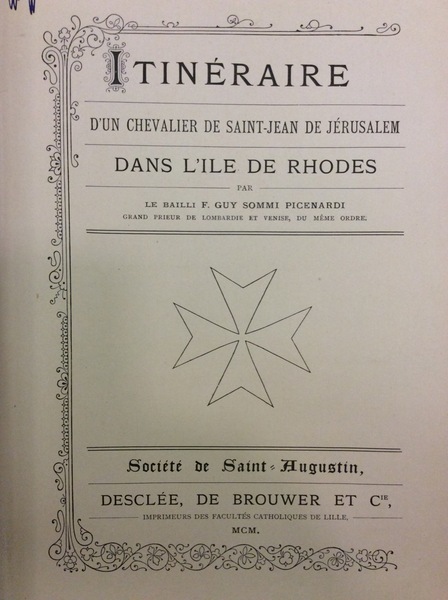 ITINÉRAIRE
D'UN CHEVALIER DE SAINT-JEAN DE JÉRUSALEM
DANS L'ILE DE RHODES
PAR
LE BAILLI F. GUY SOMMI PICENARDI
GRAND PRIEUR DE LOMBARDIE ET VENISE, DU MÊME ORDRE.
Société de Saint-Augustin,
DESCLÉE, DE BROUWER ET CIE,
IMPRIMEURS DES FACULTÉS CATHOLIQUES DE LILLE.
MCM.